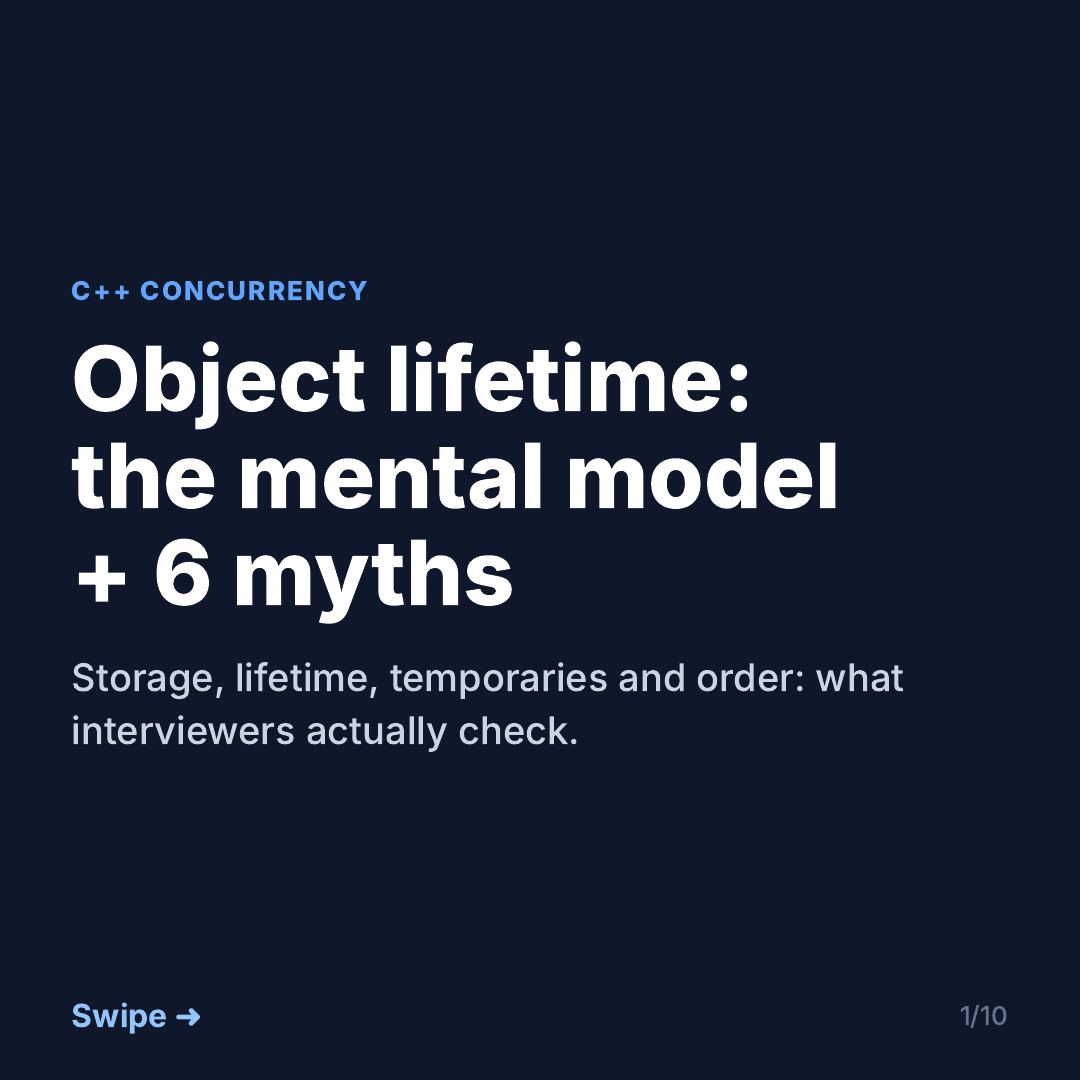 C++ CONCURRENCY
Object lifetime:
the mental model
+ 6 myths
Storage, lifetime, temporaries and order: what
interviewers actually check.
Swipe ➜
1/10